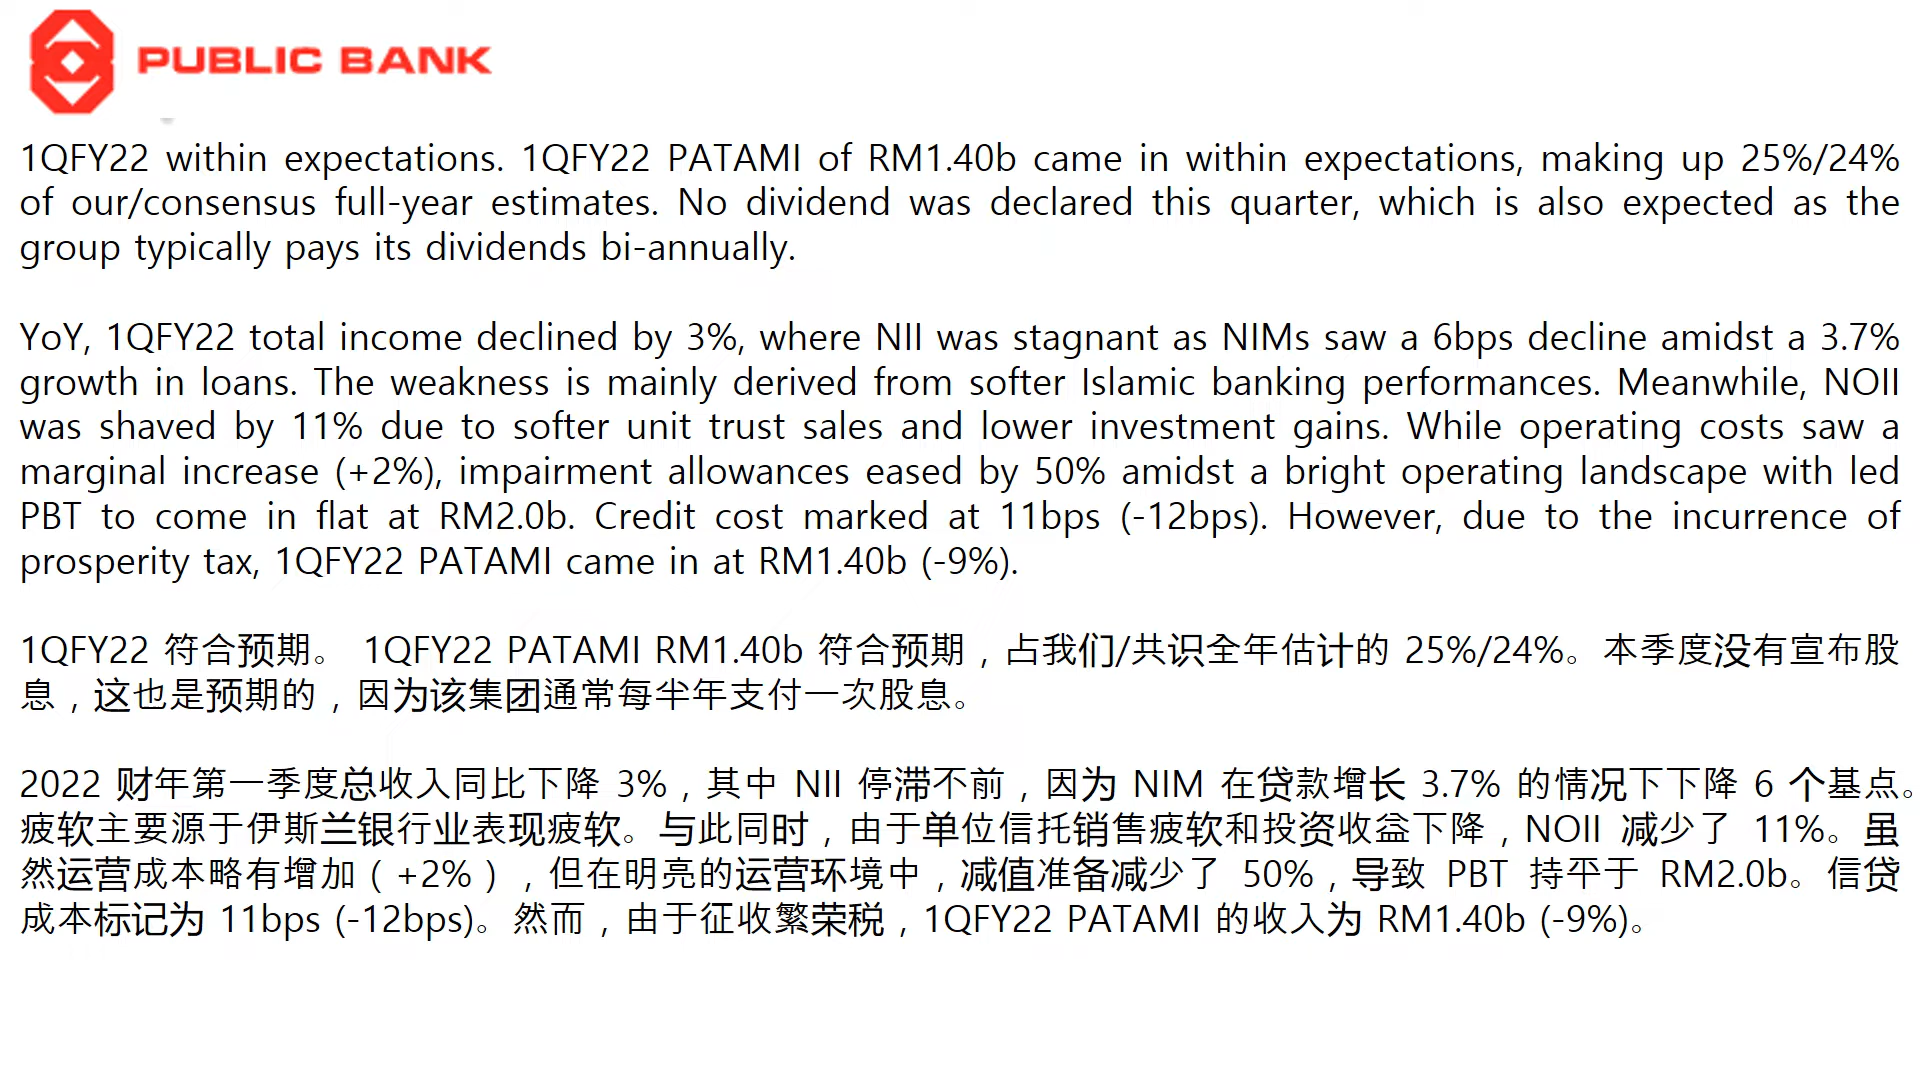 PUBLIC BANK
1QFY22 within expectations. 1QFY22 PATAMI of RM1.40b came in within expectations, making up 25%/24%
of our/consensus full-year estimates. No dividend was declared this quarter, which is also expected as the
group typically pays its dividends bi-annually.
YoY, 1QFY22 total income declined by 3%, where NII was stagnant as NIMs saw a 6bps decline amidst a 3.7%
growth in loans. The weakness is mainly derived from softer Islamic banking performances. Meanwhile, NOII
was shaved by 11% due to softer unit trust sales and lower investment gains. While operating costs saw a
marginal increase (+2%), impairment allowances eased by 50% amidst a bright operating landscape with led
PBT to come in flat at RM2.0b. Credit cost marked at 11bps (-12bps). However, due to the incurrence of
prosperity tax, 1QFY22 PATAMI came in at RM1.40b (-9%).
1QFY22 符合预期。 1QFY22 PATAMI RM1.40b 符合预期，占我们/共识全年估计的 25%/24%。本季度没有宣布股
息，这也是预期的，因为该集团通常每半年支付一次股息。
2022 财年第一季度总收入同比下降 3%，其中 NII 停滞不前，因为 NIM 在贷款增长 3.7% 的情况下下降 6 个基点。
疲软主要源于伊斯兰银行业表现疲软。与此同时，由于单位信托销售疲软和投资收益下降，NOII 减少了 11%。虽
然运营成本略有增加（+2%），但在明亮的运营环境中，减值准备减少了 50%，导致 PBT 持平于 RM2.0b。信贷
成本标记为 11bps (-12bps)。然而，由于征收繁荣税，1QFY22 PATAMI 的收入为 RM1.40b (-9%)。